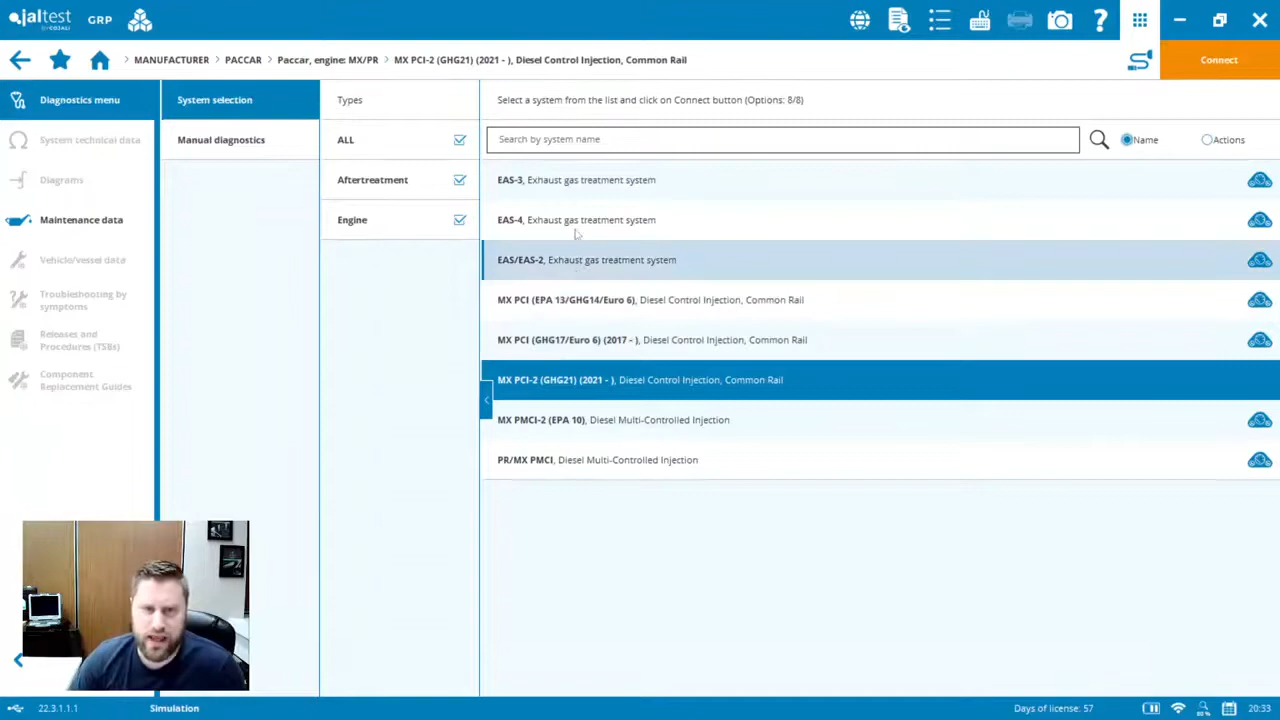 jaltest
BY COJALI
GRP
MANUFACTURER > PACCAR > Paccar, engine: MX/PR > MX PCI-2 (GHG21) (2021 - ), Diesel Control Injection, Common Rail
Connect
Diagnostics menu
System technical data
Diagrams
Maintenance data
Vehicle/vessel data
Troubleshooting by
symptoms
Releases and
Procedures (TSBs)
Component
Replacement Guides
System selection
Manual diagnostics
Types
ALL
Aftertreatment
Engine
Select a system from the list and click on Connect button (Options: 8/8)
Search by system name
Name
Actions
EAS-3, Exhaust gas treatment system
EAS-4, Exhaust gas treatment system
EAS/EAS-2, Exhaust gas treatment system
MX PCI (EPA 13/GHG14/Euro 6), Diesel Control Injection, Common Rail
MX PCI (GHG17/Euro 6) (2017 - ), Diesel Control Injection, Common Rail
MX PCI-2 (GHG21) (2021 - ), Diesel Control Injection, Common Rail
MX PMCI-2 (EPA 10), Diesel Multi-Controlled Injection
PR/MX PMCI, Diesel Multi-Controlled Injection
22.3.1.1.1
Simulation
Days of license: 57
20:33